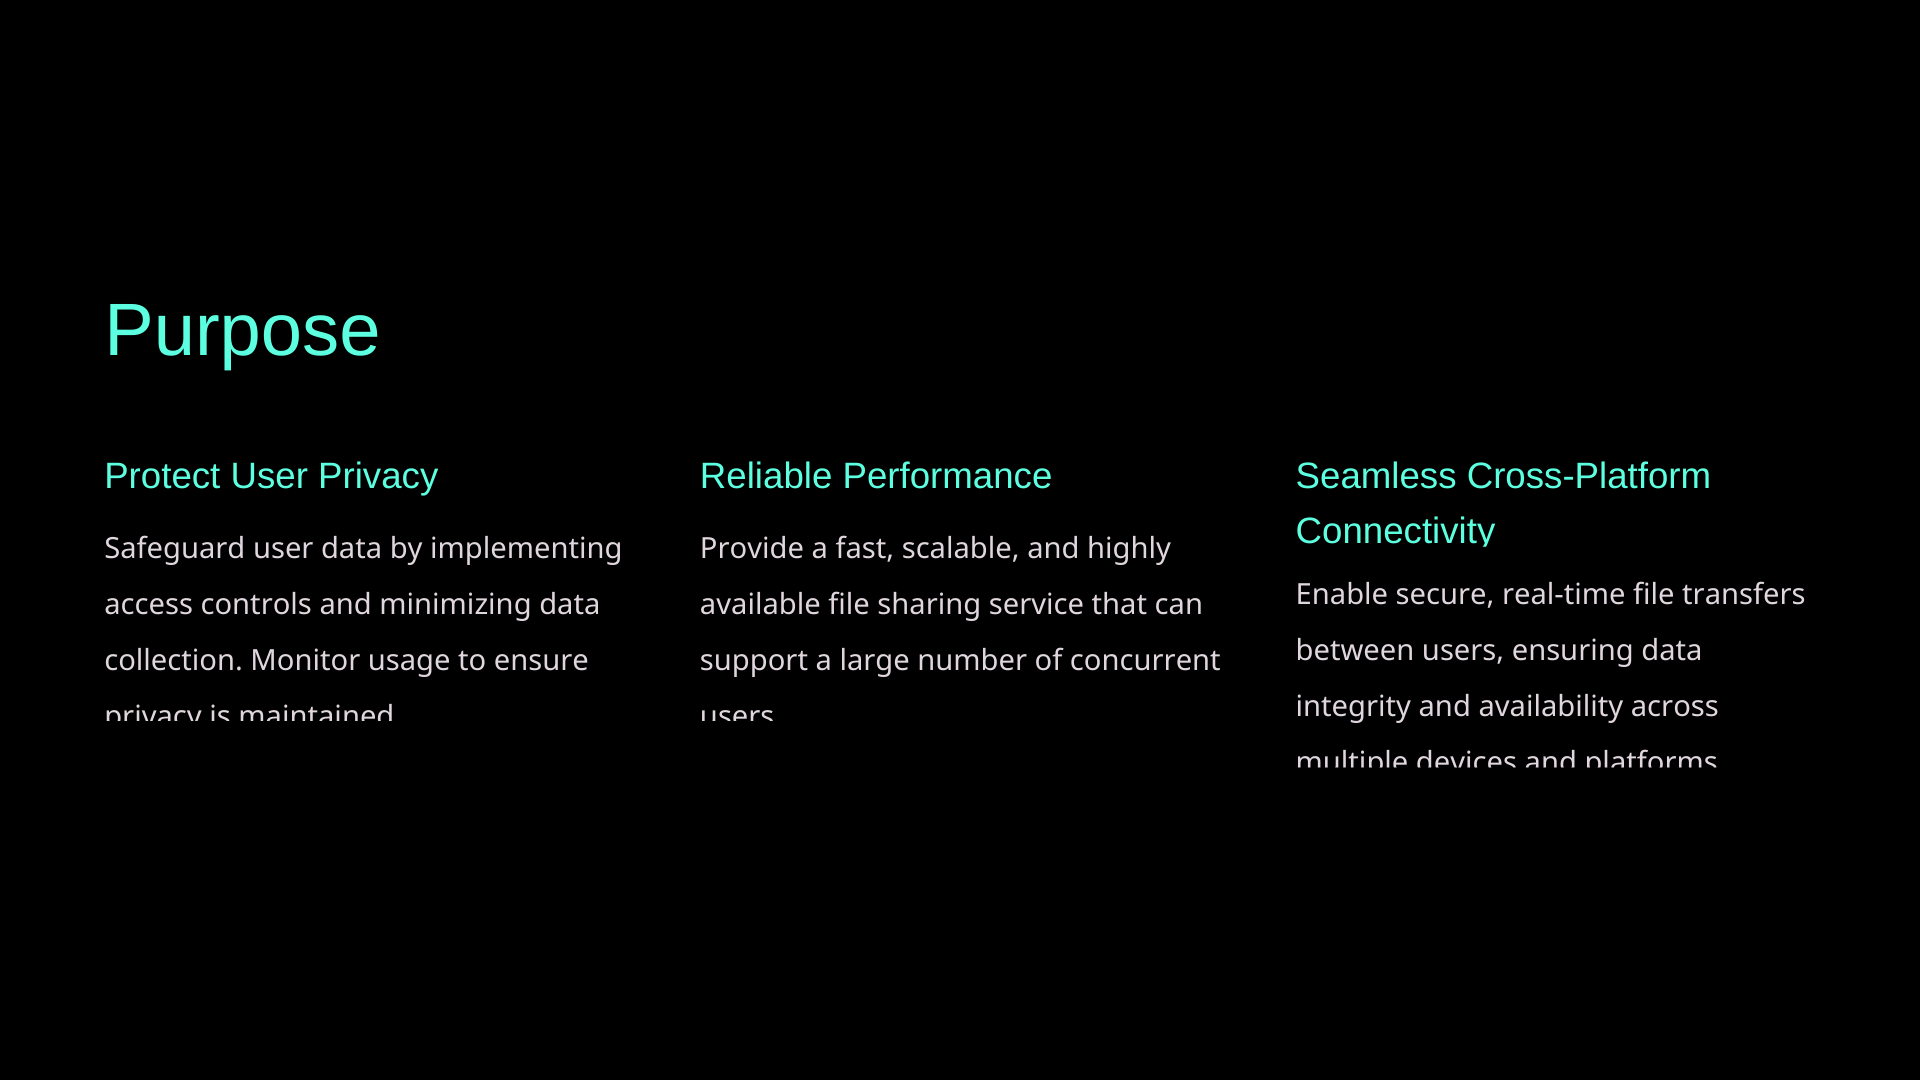 Purpose
Protect User Privacy
Safeguard user data by implementing
access controls and minimizing data
collection. Monitor usage to ensure
privacy is maintained
Reliable Performance
Provide a fast, scalable, and highly
available file sharing service that can
support a large number of concurrent
users
Seamless Cross-Platform
Connectivity
Enable secure, real-time file transfers
between users, ensuring data
integrity and availability across
multiple devices and platforms